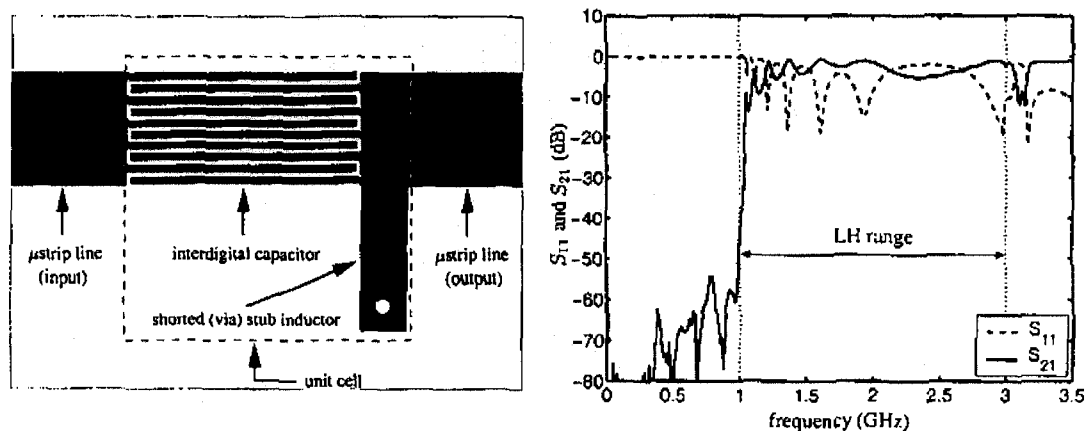 μstrip line
(input)
interdigital capacitor
μstrip line
(output)
shorted (via) stub inductor
unit cell
S11 and S21 (dB)
10
0
-10
-20
-30
-40
-50
-60
-70
-80
LH range
S11
S21
0
0.5
1
1.5
2
2.5
3
3.5
frequency (GHz)